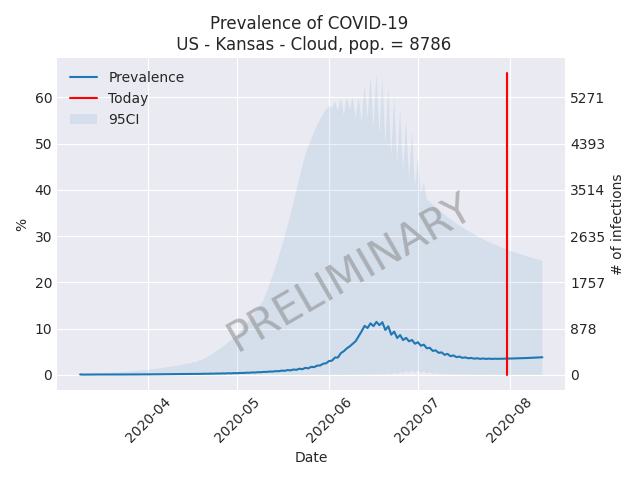 Prevalence of COVID-19
US - Kansas - Cloud, pop. = 8786
Prevalence
Today
95CI
60
50
40
30
20
10
0
%
5271
4393
3514
2635
1757
878
0
# of infections
PRELIMINARY
2020-04
2020-05
2020-06
2020-07
2020-08
Date